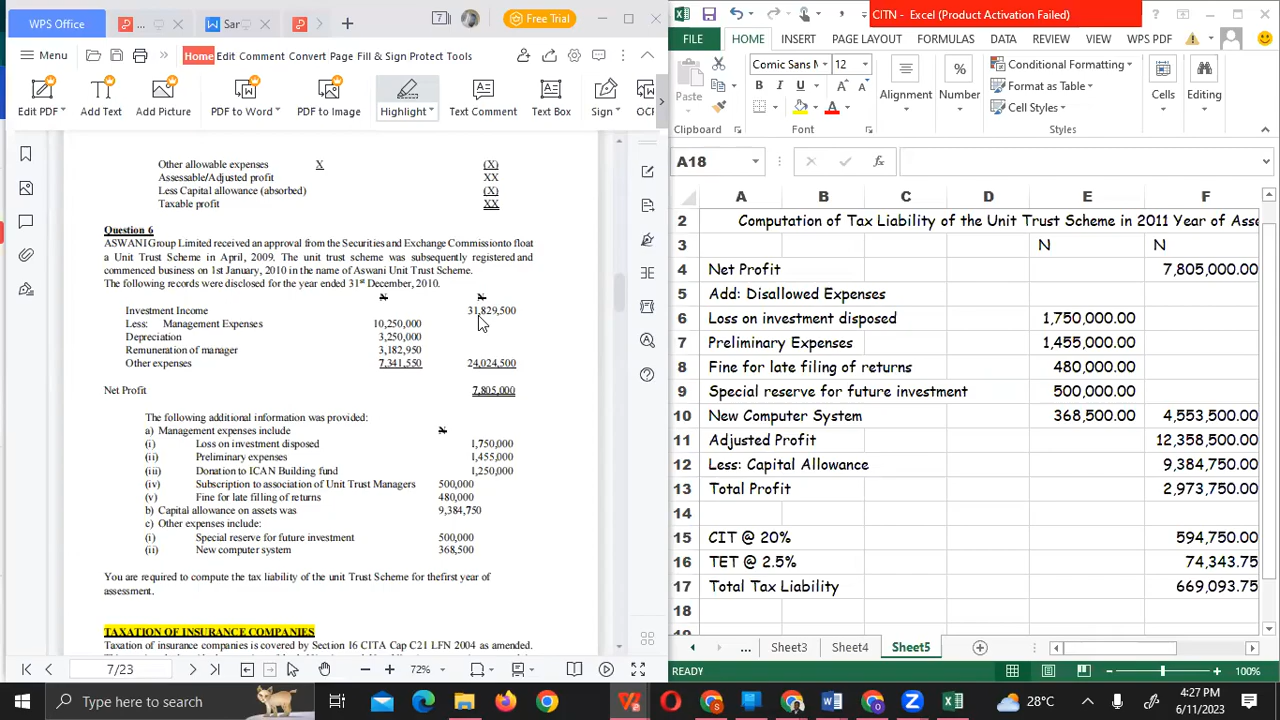 WPS Office
Sar
7
Free Trial
Menu
Home Edit Comment Convert Page Fill & Sign Protect Tools
Edit PDF
Add Text
Add Picture
PDF to Word
PDF to Image
Highlight
Text Comment
Text Box
Sign
OCF
Other allowable expenses X (X)
Assessable/Adjusted profit XX
Less Capital allowance (absorbed) (X)
Taxable profit XX
Question 6
ASWANI Group Limited received an approval from the Securities and Exchange Commissionto float
a Unit Trust Scheme in April, 2009. The unit trust scheme was subsequently registered and
commenced business on 1st January, 2010 in the name of Aswani Unit Trust Scheme.
The following records were disclosed for the year ended 31st December, 2010.
N N
Investment Income 31,829,500
Less: Management Expenses 10,250,000
Depreciation 3,250,000
Remuneration of manager 3,182,950
Other expenses 7,341,550 24,024,500
Net Profit 7,805,000
The following additional information was provided:
a) Management expenses include N
(i) Loss on investment disposed 1,750,000
(ii) Preliminary expenses 1,455,000
(iii) Donation to ICAN Building fund 1,250,000
(iv) Subscription to association of Unit Trust Managers 500,000
(v) Fine for late filling of returns 480,000
b) Capital allowance on assets was 9,384,750
c) Other expenses include:
(i) Special reserve for future investment 500,000
(ii) New computer system 368,500
You are required to compute the tax liability of the unit Trust Scheme for thefirst year of
assessment.
TAXATION OF INSURANCE COMPANIES
Taxation of insurance companies is covered by Section 16 CITA Cap C21 LFN 2004 as amended.
7/23
72%
CITN - Excel (Product Activation Failed)
FILE HOME INSERT PAGE LAYOUT FORMULAS DATA REVIEW VIEW WPS PDF
Paste
Clipboard
Comic Sans M 12
B I U
Font
Alignment
Number
Conditional Formatting
Format as Table
Cell Styles
Styles
Cells
Editing
A18
A B C D E F
2 Computation of Tax Liability of the Unit Trust Scheme in 2011 Year of Asse
3 N N
4 Net Profit 7,805,000.00
5 Add: Disallowed Expenses
6 Loss on investment disposed 1,750,000.00
7 Preliminary Expenses 1,455,000.00
8 Fine for late filing of returns 480,000.00
9 Special reserve for future investment 500,000.00
10 New Computer System 368,500.00 4,553,500.00
11 Adjusted Profit 12,358,500.00
12 Less: Capital Allowance 9,384,750.00
13 Total Profit 2,973,750.00
14
15 CIT @ 20% 594,750.00
16 TET @ 2.5% 74,343.75
17 Total Tax Liability 669,093.75
18
... Sheet3 Sheet4 Sheet5
READY
100%
Type here to search
28°C
4:27 PM
6/11/2023